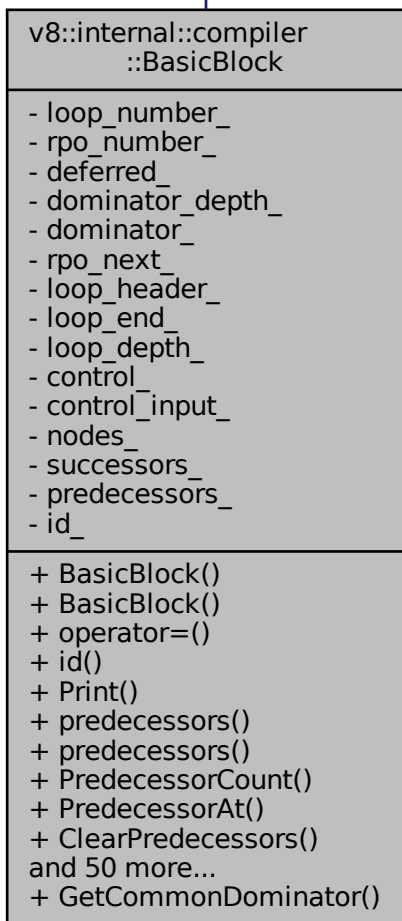 v8::internal::compiler
::BasicBlock
- loop_number_
- rpo_number_
- deferred_
- dominator_depth_
- dominator_
- rpo_next_
- loop_header_
- loop_end_
- loop_depth_
- control_
- control_input_
- nodes_
- successors_
- predecessors_
- id_
+ BasicBlock()
+ BasicBlock()
+ operator=()
+ id()
+ Print()
+ predecessors()
+ predecessors()
+ PredecessorCount()
+ PredecessorAt()
+ ClearPredecessors()
and 50 more...
+ GetCommonDominator()